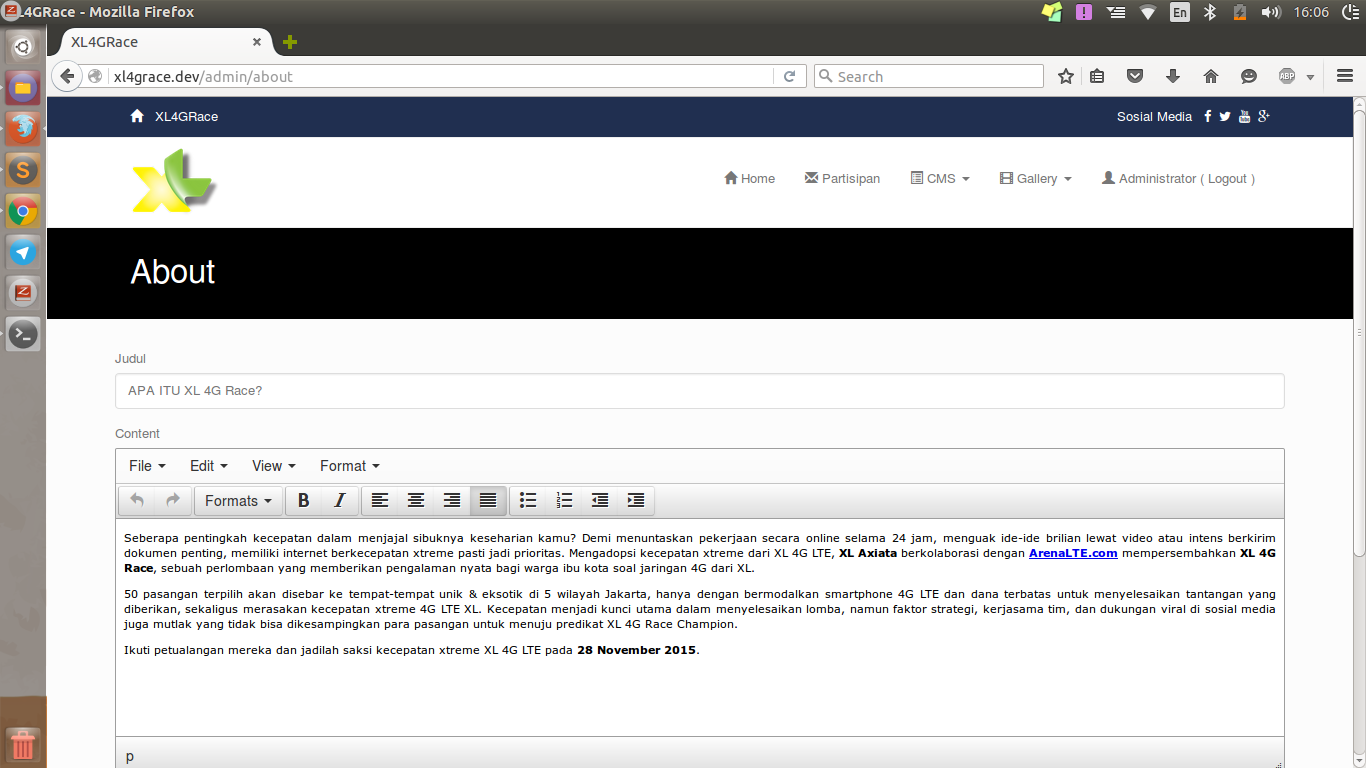 XL4GRace - Mozilla Firefox
En
16:06
XL4GRace
xl4grace.dev/admin/about
Search
ABP
XL4GRace
Sosial Media
XL
Home
Partisipan
CMS
Gallery
Administrator ( Logout )
About
Judul
APA ITU XL 4G Race?
Content
File
Edit
View
Format
Formats
B
I
Seberapa pentingkah kecepatan dalam menjajal sibuknya keseharian kamu? Demi menuntaskan pekerjaan secara online selama 24 jam, menguak ide-ide brilian lewat video atau intens berkirim
dokumen penting, memiliki internet berkecepatan xtreme pasti jadi prioritas. Mengadopsi kecepatan xtreme dari XL 4G LTE, XL Axiata berkolaborasi dengan ArenaLTE.com mempersembahkan XL 4G
Race, sebuah perlombaan yang memberikan pengalaman nyata bagi warga ibu kota soal jaringan 4G dari XL.
50 pasangan terpilih akan disebar ke tempat-tempat unik & eksotik di 5 wilayah Jakarta, hanya dengan bermodalkan smartphone 4G LTE dan dana terbatas untuk menyelesaikan tantangan yang
diberikan, sekaligus merasakan kecepatan xtreme 4G LTE XL. Kecepatan menjadi kunci utama dalam menyelesaikan lomba, namun faktor strategi, kerjasama tim, dan dukungan viral di sosial media
juga mutlak yang tidak bisa dikesampingkan para pasangan untuk menuju predikat XL 4G Race Champion.
Ikuti petualangan mereka dan jadilah saksi kecepatan xtreme XL 4G LTE pada 28 November 2015.
p